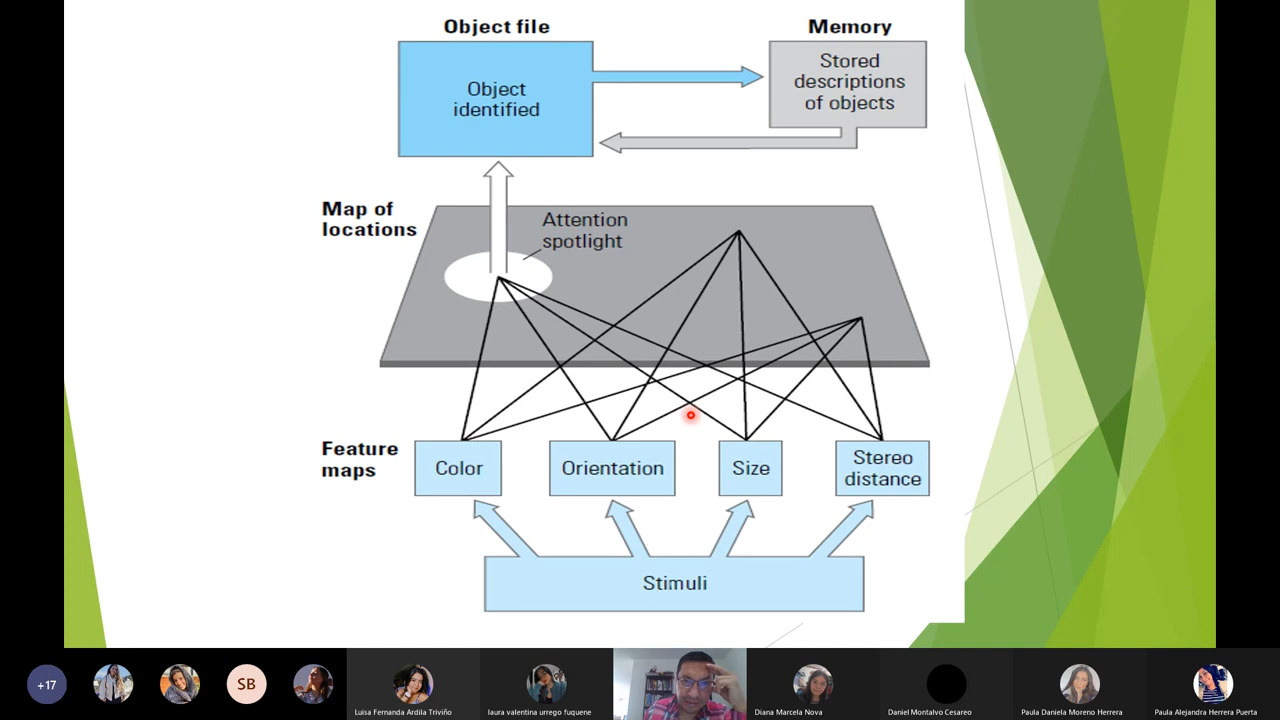 Object file
Memory
Object
identified
Stored
descriptions
of objects
Map of
locations
Attention
spotlight
Feature
maps
Color
Orientation
Size
Stereo
distance
Stimuli
+17
SB
Luisa Fernanda Ardila Triviño
laura valentina urrego fuquene
Diana Marcela Nova
Daniel Montalvo Cesareo
Paula Daniela Moreno Herrera
Paula Alejandra Herrera Puerta